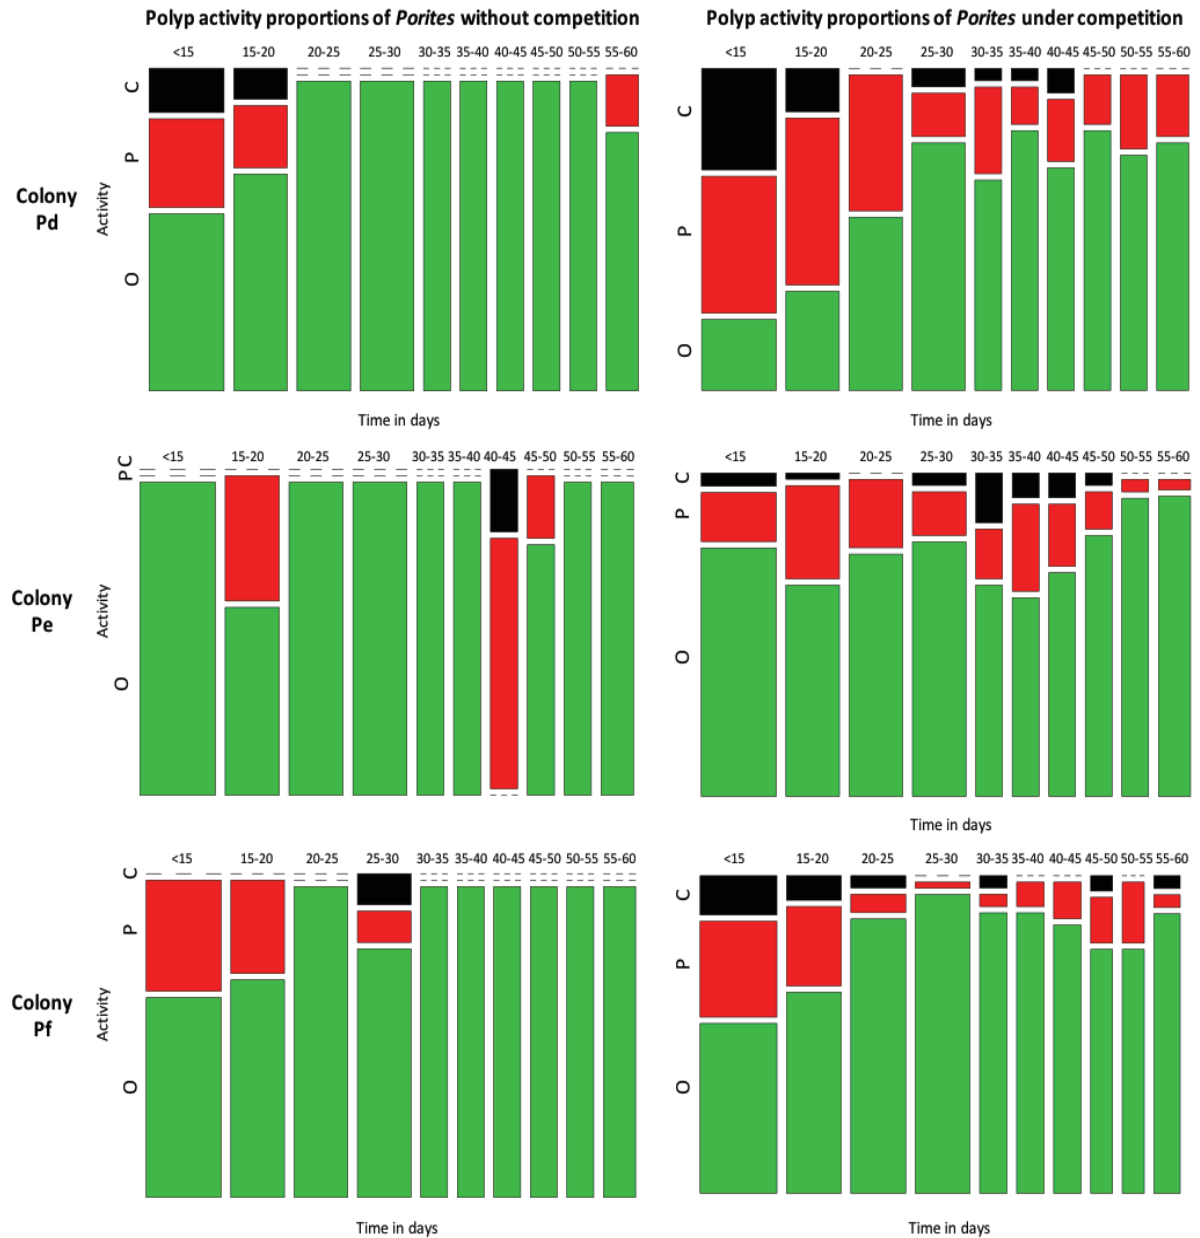 Polyp activity proportions of Porites without competition
Polyp activity proportions of Porites under competition
<15 15-20 20-25 25-30 30-35 35-40 40-45 45-50 50-55 55-60
<15 15-20 20-25 25-30 30-35 35-40 40-45 45-50 50-55 55-60
C
P
O
Activity
Colony
Pd
C
P
O
Time in days
Time in days
<15 15-20 20-25 25-30 30-35 35-40 40-45 45-50 50-55 55-60
<15 15-20 20-25 25-30 30-35 35-40 40-45 45-50 50-55 55-60
PC
O
Activity
Colony
Pe
C
P
O
Time in days
<15 15-20 20-25 25-30 30-35 35-40 40-45 45-50 50-55 55-60
<15 15-20 20-25 25-30 30-35 35-40 40-45 45-50 50-55 55-60
C
P
O
Activity
Colony
Pf
C
P
O
Time in days
Time in days